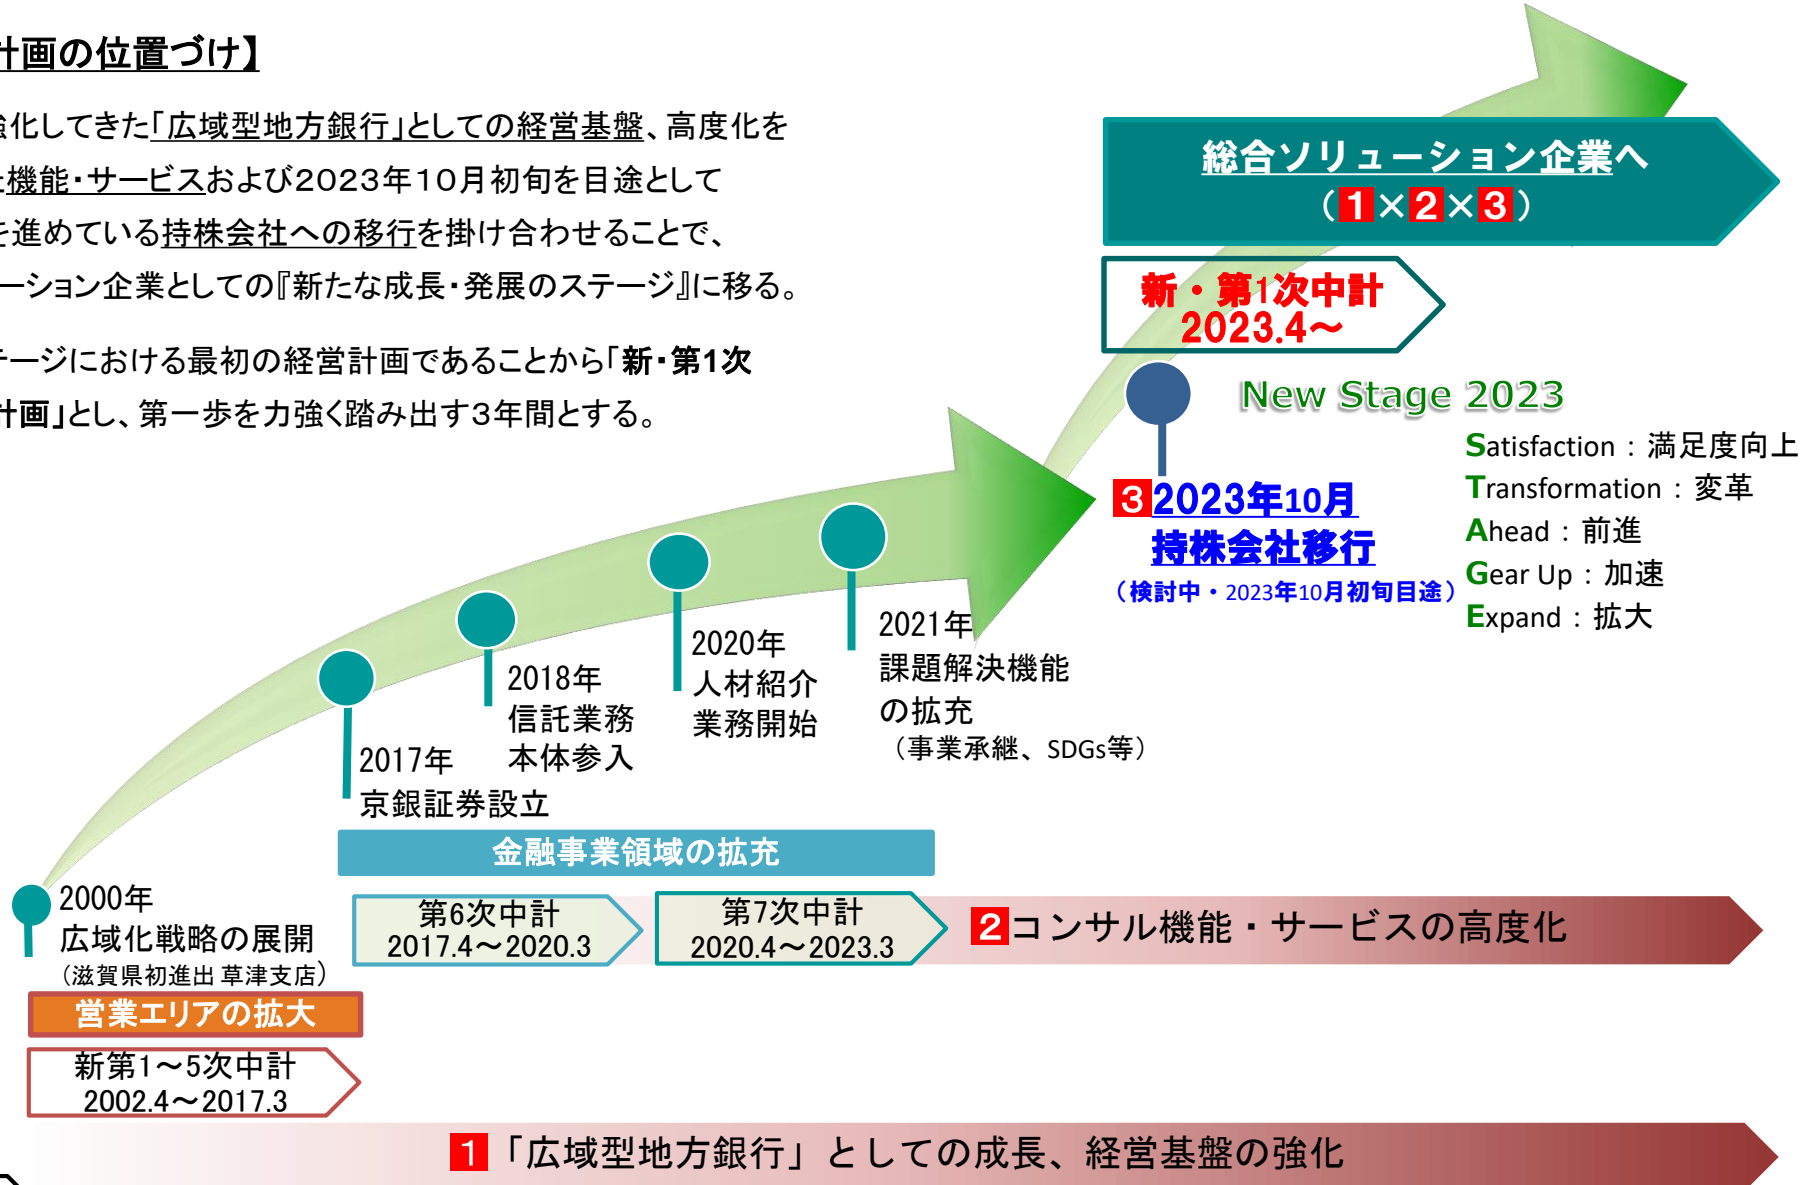 計画の位置づけ】
強化してきた「広域型地方銀行」としての経営基盤、高度化を
機能・サービスおよび2023年10月初旬を目途として
を進めている持株会社への移行を掛け合わせることで、
ーション企業としての『新たな成長・発展のステージ』に移る。
テージにおける最初の経営計画であることから「新・第1次
計画」とし、第一歩を力強く踏み出す3年間とする。
総合ソリューション企業へ
（1×2×3）
新・第1次中計
2023.4～
New Stage 2023
Satisfaction：満足度向上
Transformation：変革
Ahead：前進
Gear Up：加速
Expand：拡大
3 2023年10月
持株会社移行
（検討中・2023年10月初旬目途）
2021年
課題解決機能
の拡充
（事業承継、SDGs等）
2020年
人材紹介
業務開始
2018年
信託業務
本体参入
2017年
京銀証券設立
金融事業領域の拡充
2000年
広域化戦略の展開
（滋賀県初進出 草津支店）
第6次中計
2017.4～2020.3
第7次中計
2020.4～2023.3
2コンサル機能・サービスの高度化
営業エリアの拡大
新第1～5次中計
2002.4～2017.3
1「広域型地方銀行」としての成長、経営基盤の強化